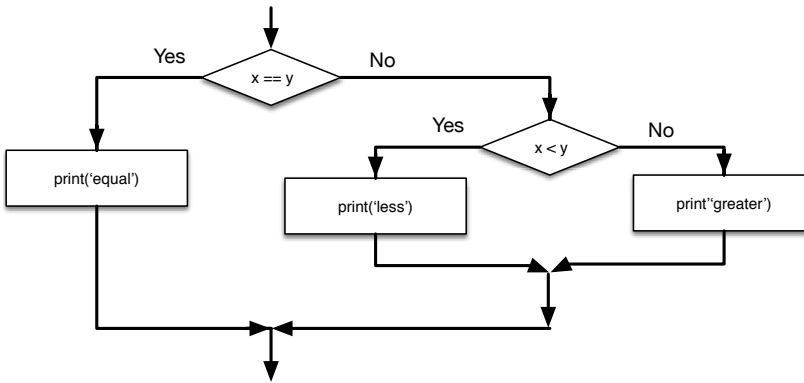 Yes
x == y
No
Yes
x < y
No
print(‘equal’)
print(‘less’)
print’‘greater’)